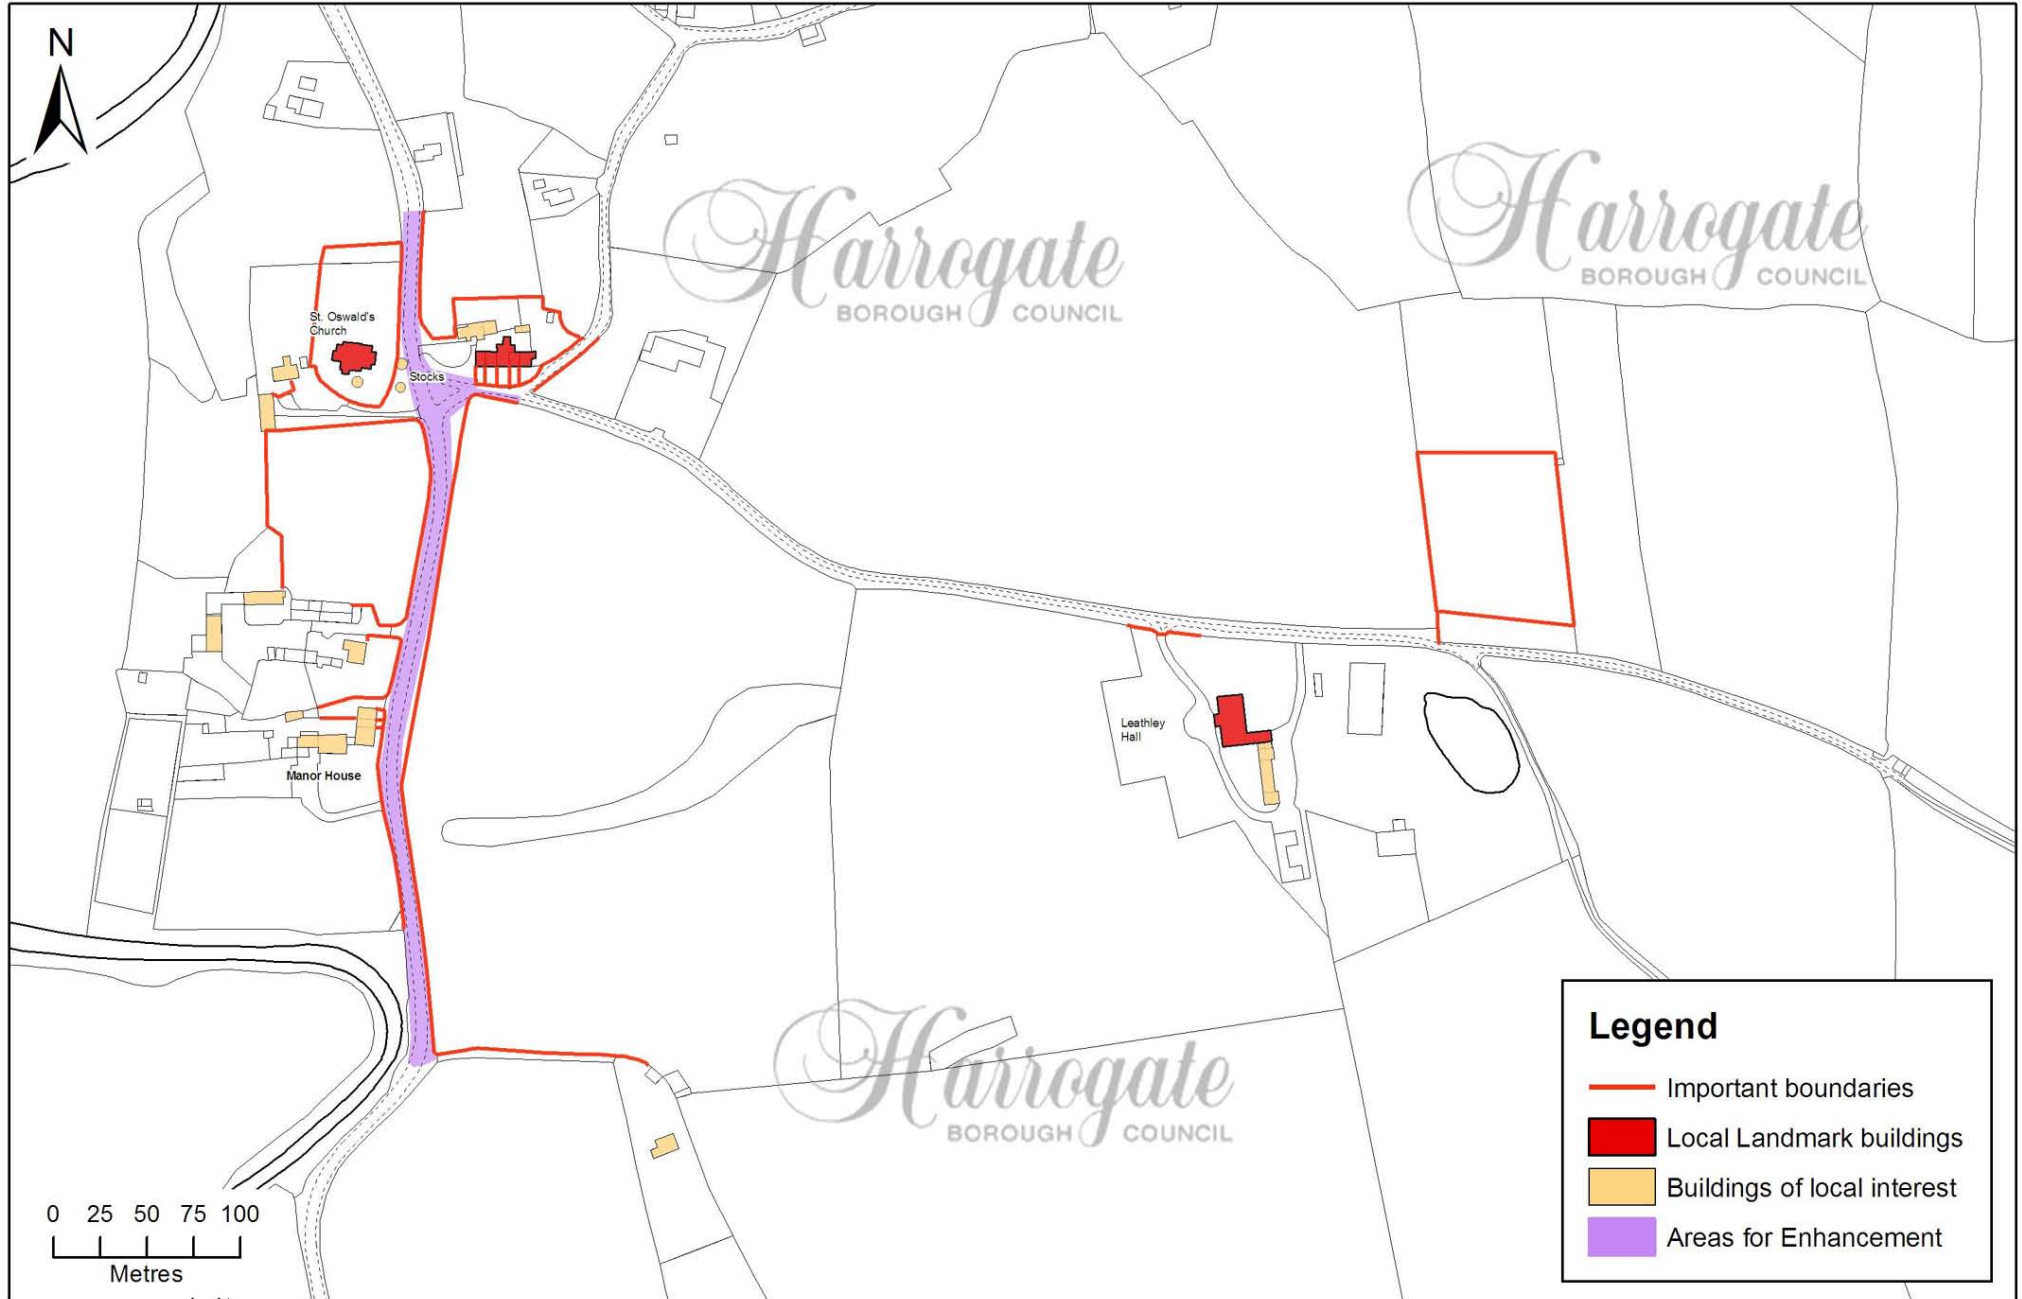 N
Harrogate
BOROUGH COUNCIL
Harrogate
BOROUGH COUNCIL
St. Oswald's
Church
Stocks
Leathley
Hall
Manor House
Harrogate
BOROUGH COUNCIL
Legend
Important boundaries
Local Landmark buildings
Buildings of local interest
Areas for Enhancement
0 25 50 75 100
Metres